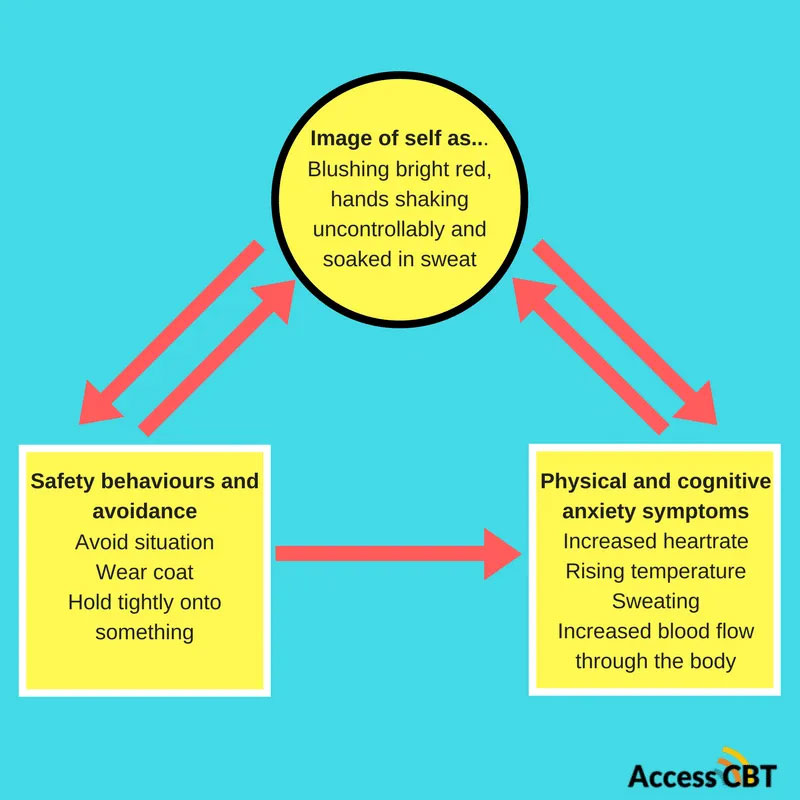 Image of self as...
Blushing bright red,
hands shaking
uncontrollably and
soaked in sweat
Safety behaviours and
avoidance
Avoid situation
Wear coat
Hold tightly onto
something
Physical and cognitive
anxiety symptoms
Increased heartrate
Rising temperature
Sweating
Increased blood flow
through the body
Access CBT